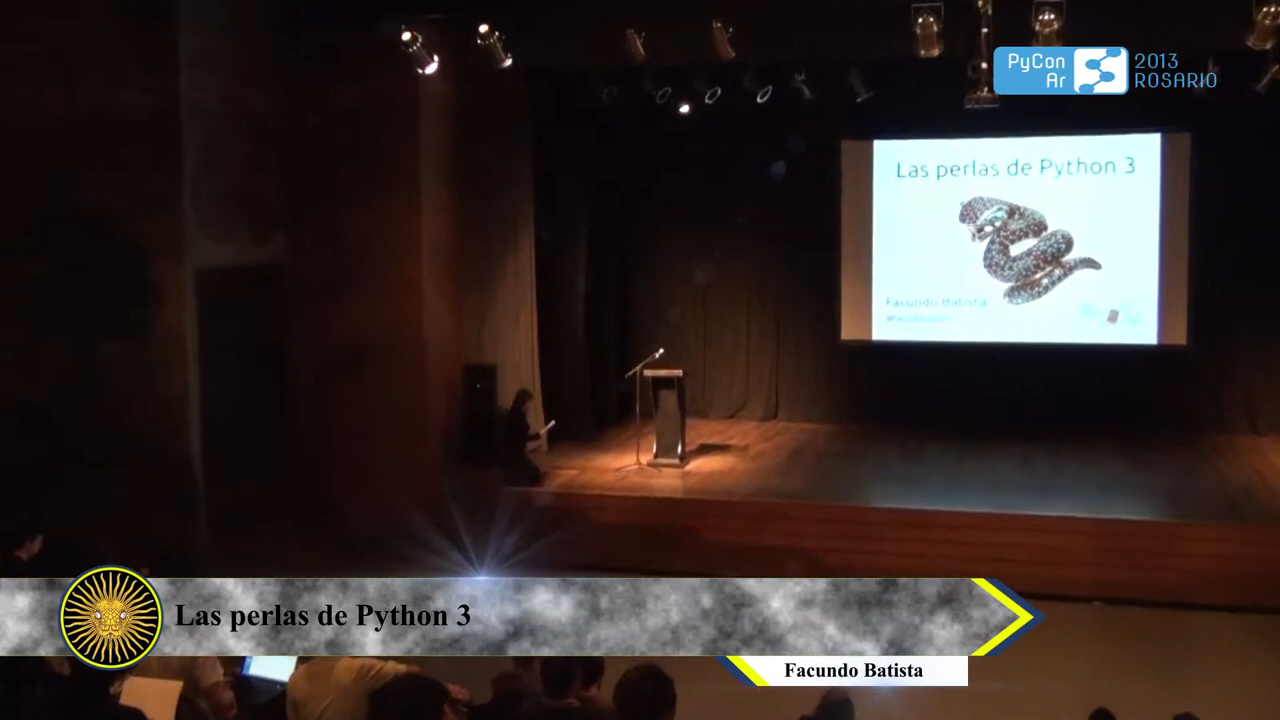 PyCon
Ar
2013
ROSARIO
Las perlas de Python 3
Facundo Batista
Las perlas de Python 3
Facundo Batista